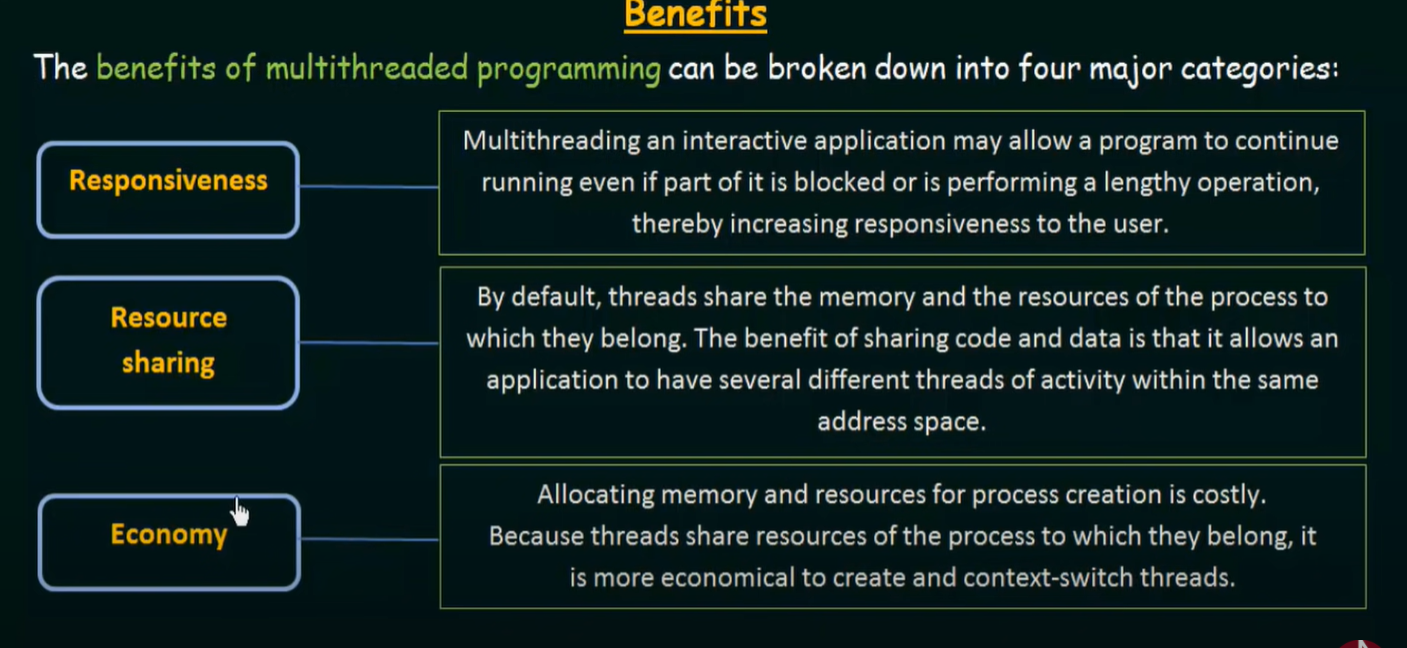 Benefits
The benefits of multithreaded programming can be broken down into four major categories:
Responsiveness
Multithreading an interactive application may allow a program to continue
running even if part of it is blocked or is performing a lengthy operation,
thereby increasing responsiveness to the user.
Resource
sharing
By default, threads share the memory and the resources of the process to
which they belong. The benefit of sharing code and data is that it allows an
application to have several different threads of activity within the same
address space.
Economy
Allocating memory and resources for process creation is costly.
Because threads share resources of the process to which they belong, it
is more economical to create and context-switch threads.